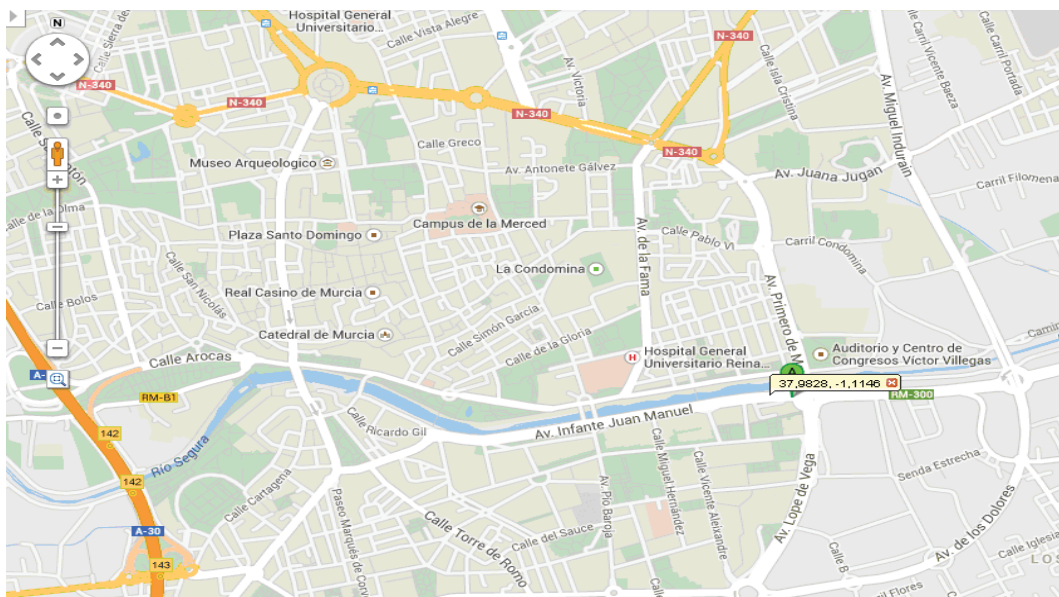 N
Hospital General
Universitario...
Calle Vista Alegre
N-340
Av. Miguel Indurain
Carril Vicente Baeza
Calle Carril Portada
N-340
N-340
Av. Victoria
Calle Isla Cristina
N-340
Calle Greco
N-340
Museo Arqueologico
Av. Antonete Gálvez
Av. Juana Jugan
Carril Filomena
Campus de la Merced
Plaza Santo Domingo
Av. de la Fama
Calle Pablo VI
Carril Condomina
La Condomina
Calle San Nicolás
Calle Bolos
Real Casino de Murcia
Av. Primero de M
Catedral de Murcia
Calle Simón García
Calle de la Gloria
Calle Arocas
Hospital General
Universitario Reina...
Auditorio y Centro de
Congresos Víctor Villegas
A
37,9828, -1,1146
RM-300
RM-B1
Av. Infante Juan Manuel
Calle Ricardo Gil
142
Río Segura
142
Calle Cartagena
Paseo Marqués de Corv
Calle Torre de Romo
Calle del Sauce
Av. Pío Baroja
Calle Miguel Hernández
Calle Vicente Aleixandre
Av. Lope de Vega
Senda Estrecha
Av. de los Dolores
A-30
143
Calle B
Calle Iglesia
LOS
Carril Flores